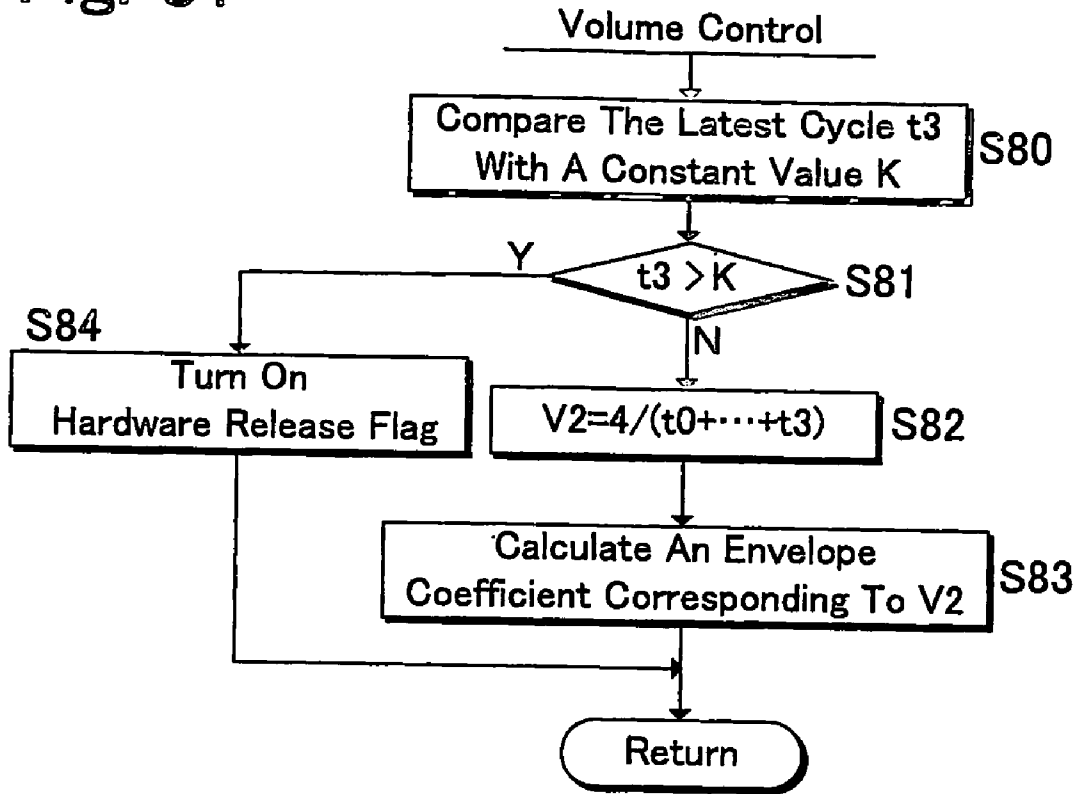 Volume Control
Compare The Latest Cycle t3
With A Constant Value K
S80
t3 >K
S81
Y
N
S84
Turn On
Hardware Release Flag
V2=4/(t0+···+t3)
S82
Calculate An Envelope
Coefficient Corresponding To V2
S83
Return